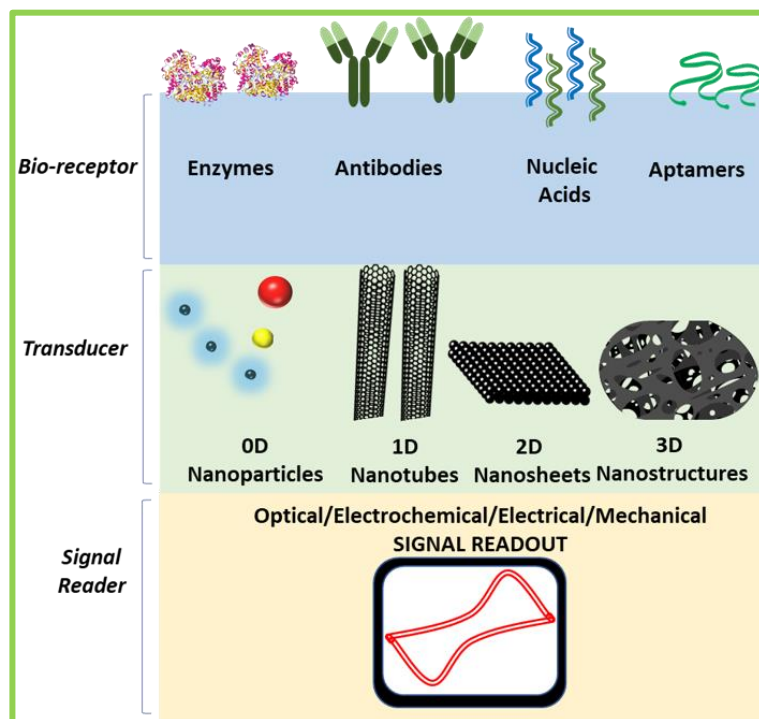 Bio-receptor
Enzymes
Antibodies
Nucleic
Acids
Aptamers
Transducer
0D
Nanoparticles
1D
Nanotubes
2D
Nanosheets
3D
Nanostructures
Signal
Reader
Optical/Electrochemical/Electrical/Mechanical
SIGNAL READOUT